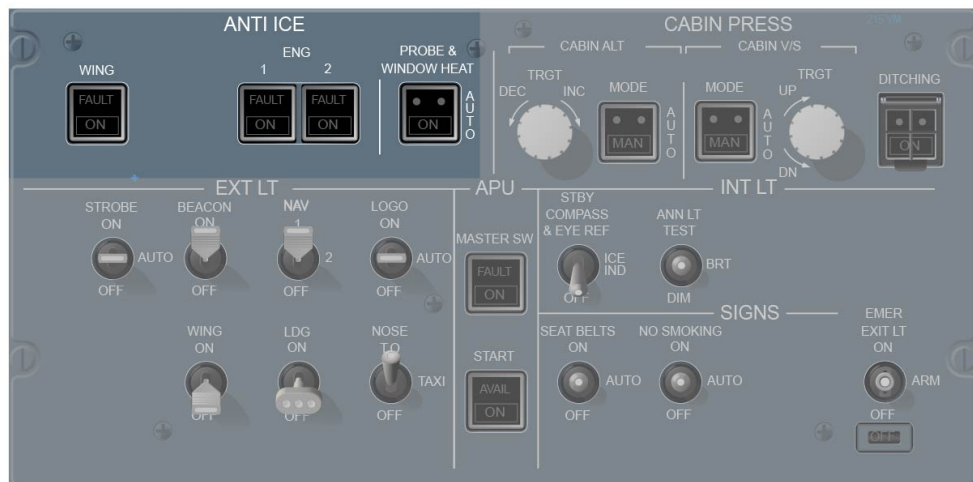 ANTI ICE
WING
FAULT
ON
ENG
1 2
FAULT FAULT
ON ON
PROBE &
WINDOW HEAT
ON
AUTO
CABIN PRESS
CABIN ALT
TRGT
DEC INC
MODE
MAN
AUTO
CABIN V/S
MODE
MAN
AUTO
TRGT
UP
DN
DITCHING
ON
EXT LT
STROBE
ON
AUTO
OFF
BEACON
ON
OFF
NAV
1
2
OFF
LOGO
ON
AUTO
OFF
WING
ON
OFF
LDG
ON
OFF
NOSE
T.O
TAXI
OFF
APU
MASTER SW
FAULT
ON
START
AVAIL
ON
INT LT
STBY
COMPASS
& EYE REF
ICE
IND
OFF
ANN LT
TEST
BRT
DIM
SIGNS
SEAT BELTS
ON
AUTO
OFF
NO SMOKING
ON
AUTO
OFF
EMER
EXIT LT
ON
ARM
OFF
OFF